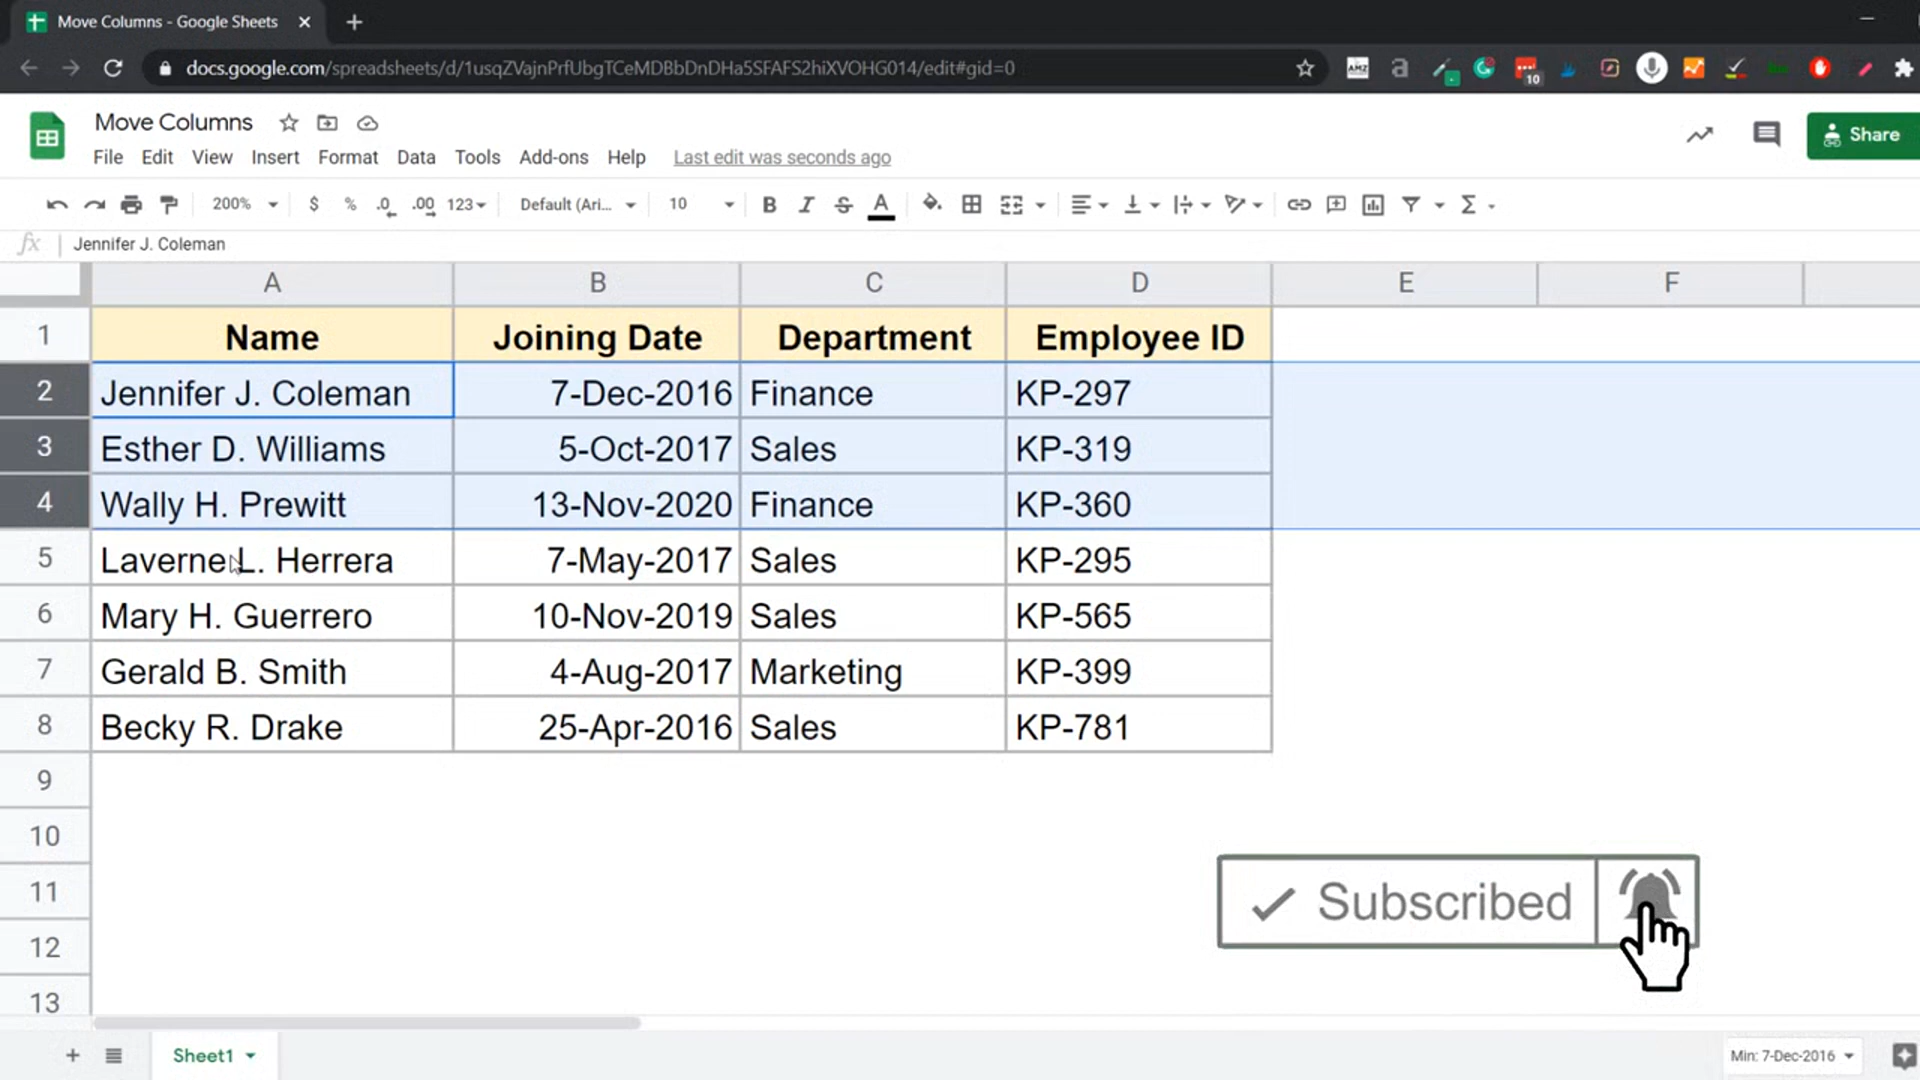 Move Columns - Google Sheets
docs.google.com/spreadsheets/d/1usqZVajnPrfUbgTCeMDBbDnDHa5SFAFS2hiXVOHG014/edit#gid=0
AMZ a 10
Move Columns
File Edit View Insert Format Data Tools Add-ons Help Last edit was seconds ago
Share
200% $ % .0 .00 123 Default (Ari... 10 B I S A
fx Jennifer J. Coleman
A B C D E F
1 Name Joining Date Department Employee ID
2 Jennifer J. Coleman 7-Dec-2016 Finance KP-297
3 Esther D. Williams 5-Oct-2017 Sales KP-319
4 Wally H. Prewitt 13-Nov-2020 Finance KP-360
5 Laverne L. Herrera 7-May-2017 Sales KP-295
6 Mary H. Guerrero 10-Nov-2019 Sales KP-565
7 Gerald B. Smith 4-Aug-2017 Marketing KP-399
8 Becky R. Drake 25-Apr-2016 Sales KP-781
9
10
11
Subscribed
12
13
Sheet1
Min: 7-Dec-2016